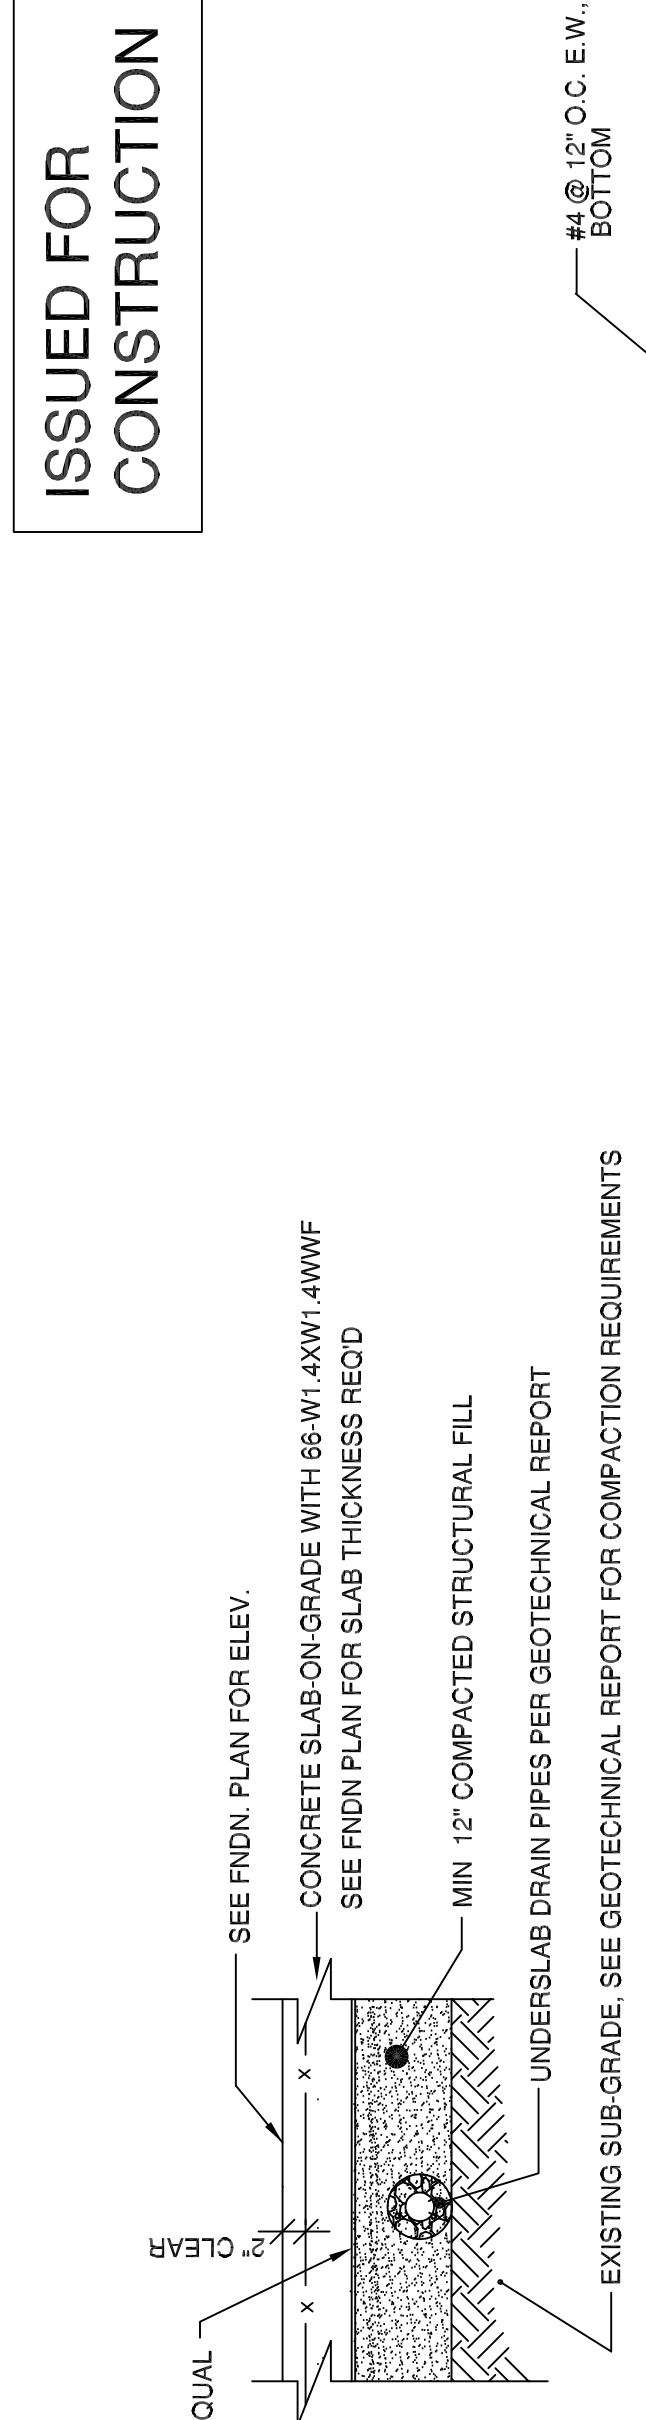 ISSUED FOR
CONSTRUCTION
#4 @ 12" O.C. E.W.,
BOTTOM
SEE FNDN. PLAN FOR ELEV.
CONCRETE SLAB-ON-GRADE WITH 66-W1.4XW1.4WWF
SEE FNDN PLAN FOR SLAB THICKNESS REQ'D
MIN 12" COMPACTED STRUCTURAL FILL
UNDERSLAB DRAIN PIPES PER GEOTECHNICAL REPORT
EXISTING SUB-GRADE, SEE GEOTECHNICAL REPORT FOR COMPACTION REQUIREMENTS
2" CLEAR
QUAL
x
x